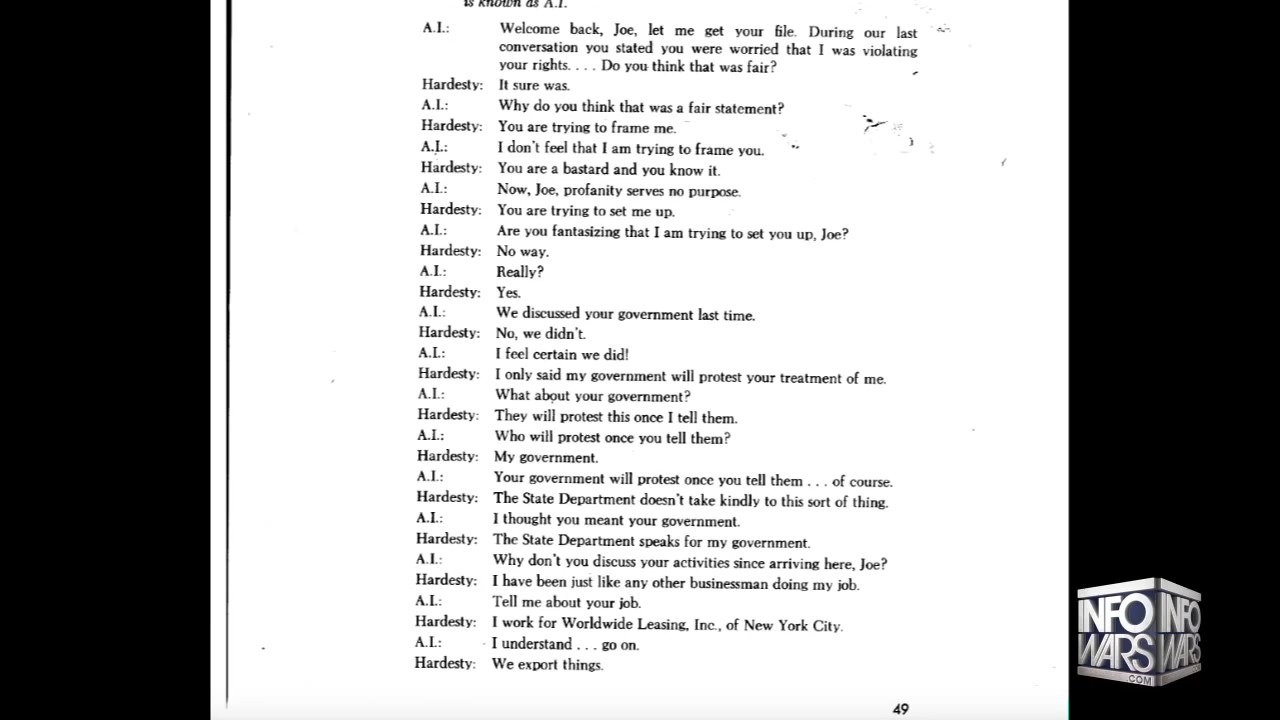 is known as A.I.
A.I.: Welcome back, Joe, let me get your file. During our last
conversation you stated you were worried that I was violating
your rights. . . . Do you think that was fair?
Hardesty: It sure was.
A.I.: Why do you think that was a fair statement?
Hardesty: You are trying to frame me.
A.I.: I don't feel that I am trying to frame you.
Hardesty: You are a bastard and you know it.
A.I.: Now, Joe, profanity serves no purpose.
Hardesty: You are trying to set me up.
A.I.: Are you fantasizing that I am trying to set you up, Joe?
Hardesty: No way.
A.I.: Really?
Hardesty: Yes.
A.I.: We discussed your government last time.
Hardesty: No, we didn't.
A.I.: I feel certain we did!
Hardesty: I only said my government will protest your treatment of me.
A.I.: What about your government?
Hardesty: They will protest this once I tell them.
A.I.: Who will protest once you tell them?
Hardesty: My government.
A.I.: Your government will protest once you tell them . . . of course.
Hardesty: The State Department doesn't take kindly to this sort of thing.
A.I.: I thought you meant your government.
Hardesty: The State Department speaks for my government.
A.I.: Why don't you discuss your activities since arriving here, Joe?
Hardesty: I have been just like any other businessman doing my job.
A.I.: Tell me about your job.
Hardesty: I work for Worldwide Leasing, Inc., of New York City.
A.I.: I understand . . . go on.
Hardesty: We export things.
49
INFO
WARS
.COM
INFO
WARS